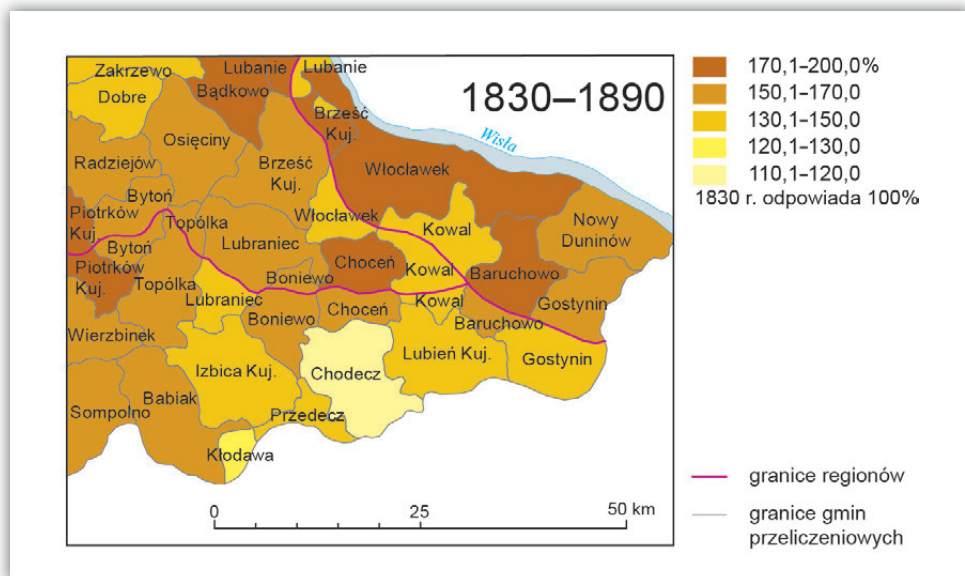 Zakrzewo
Lubanie
Lubanie
1830–1890
Dobre
Bądkowo
Brześć
Kuj.
Wisła
Osięciny
Radziejów
Brześć
Kuj.
Włocławek
Bytoń
Piotrków
Kuj.
Topólka
Włocławek
Kowal
Nowy
Duninów
Bytoń
Lubraniec
Choceń
Kowal
Baruchowo
Piotrków
Kuj.
Topólka
Boniewo
Lubraniec
Kowal
Gostynin
Boniewo
Choceń
Baruchowo
Wierzbinek
Izbica Kuj.
Chodecz
Lubień Kuj.
Gostynin
Sompolno
Babiak
Przedecz
Kłodawa
0 25 50 km
170,1–200,0%
150,1–170,0
130,1–150,0
120,1–130,0
110,1–120,0
1830 r. odpowiada 100%
granice regionów
granice gmin
przeliczeniowych